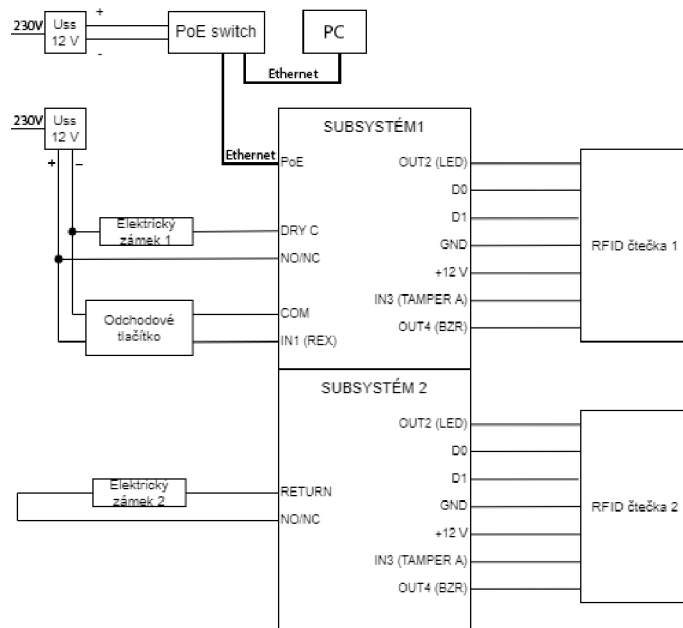 230V
Uss
12 V
+
-
PoE switch
PC
Ethernet
230V
Uss
12 V
+
-
Ethernet
SUBSYSTÉM1
PoE
OUT2 (LED)
D0
D1
GND
+12 V
IN3 (TAMPER A)
OUT4 (BZR)
RFID čtečka 1
Elektrický
zámek 1
DRY C
NO/NC
Odchodové
tlačítko
COM
IN1 (REX)
SUBSYSTÉM 2
OUT2 (LED)
D0
D1
GND
+12 V
IN3 (TAMPER A)
OUT4 (BZR)
RFID čtečka 2
Elektrický
zámek 2
RETURN
NO/NC